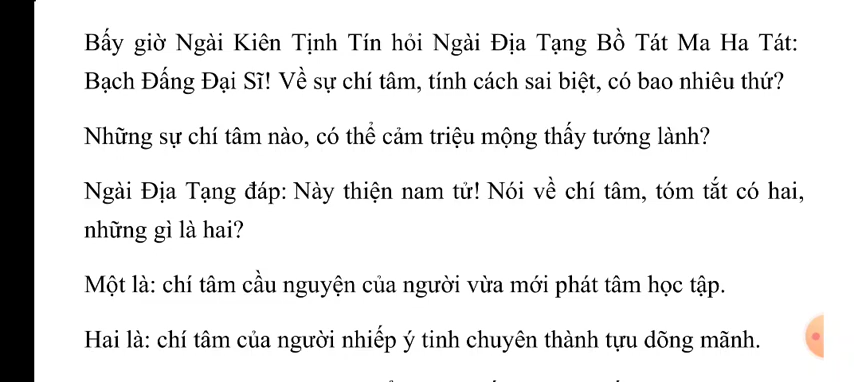 Bấy giờ Ngài Kiên Tịnh Tín hỏi Ngài Địa Tạng Bồ Tát Ma Ha Tát:
Bạch Đấng Đại Sĩ! Về sự chí tâm, tính cách sai biệt, có bao nhiêu thứ?
Những sự chí tâm nào, có thể cảm triệu mộng thấy tướng lành?
Ngài Địa Tạng đáp: Này thiện nam tử! Nói về chí tâm, tóm tắt có hai,
những gì là hai?
Một là: chí tâm cầu nguyện của người vừa mới phát tâm học tập.
Hai là: chí tâm của người nhiếp ý tinh chuyên thành tựu dõng mãnh.